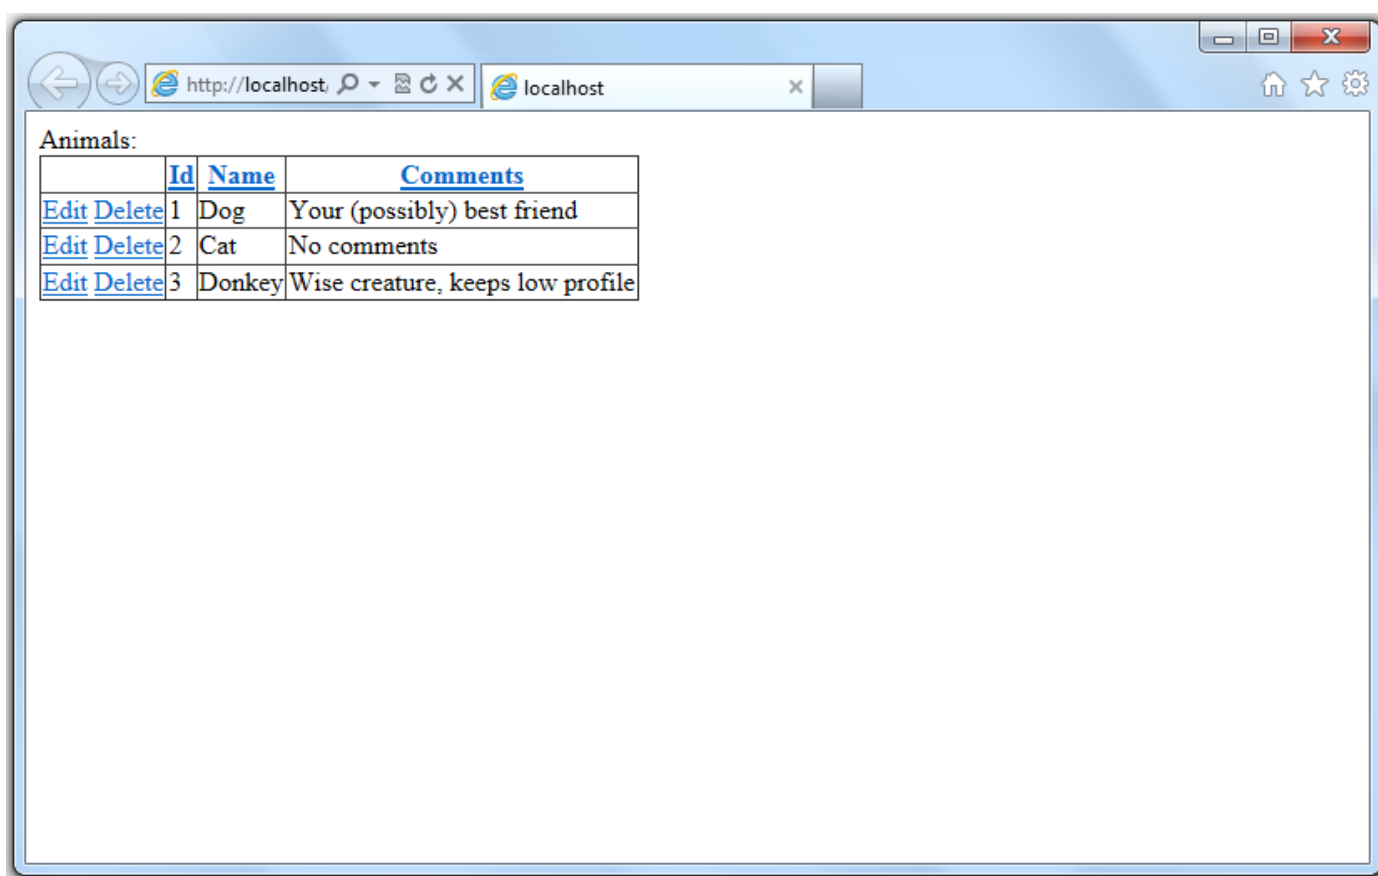 http://localhost
localhost
Animals:
Id Name Comments
Edit Delete 1 Dog Your (possibly) best friend
Edit Delete 2 Cat No comments
Edit Delete 3 Donkey Wise creature, keeps low profile